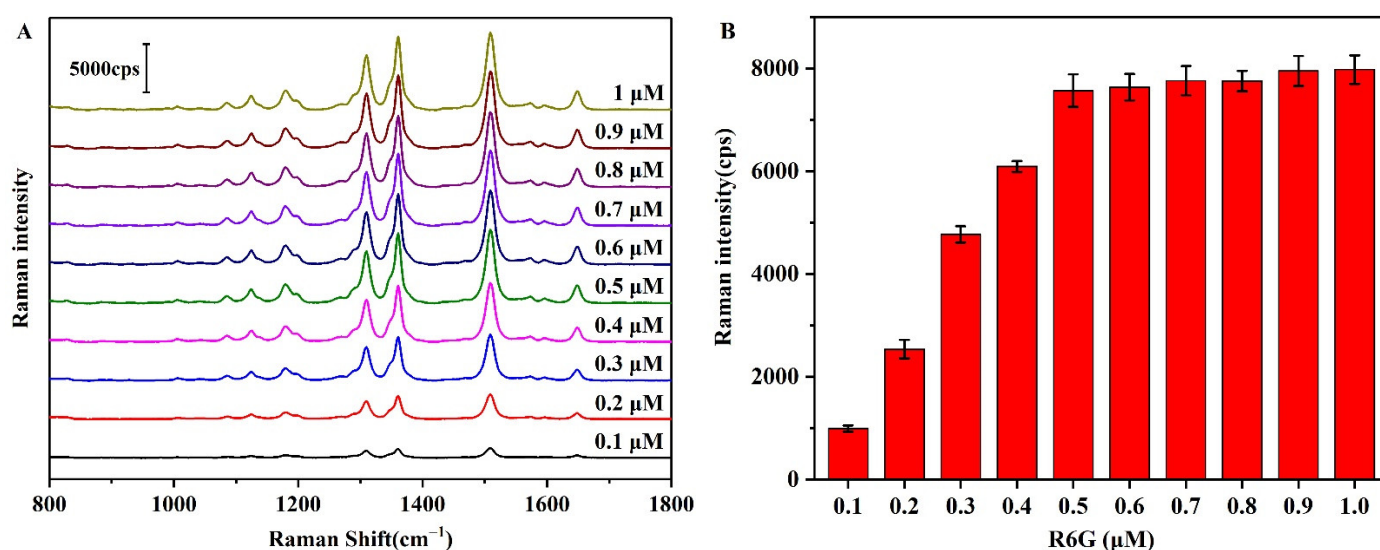 A
5000cps
1 μM
0.9 μM
0.8 μM
0.7 μM
0.6 μM
0.5 μM
0.4 μM
0.3 μM
0.2 μM
0.1 μM
Raman intensity
800 1000 1200 1400 1600 1800
Raman Shift(cm⁻¹)
B
8000
6000
4000
2000
0
Raman intensity(cps)
0.1 0.2 0.3 0.4 0.5 0.6 0.7 0.8 0.9 1.0
R6G (μM)